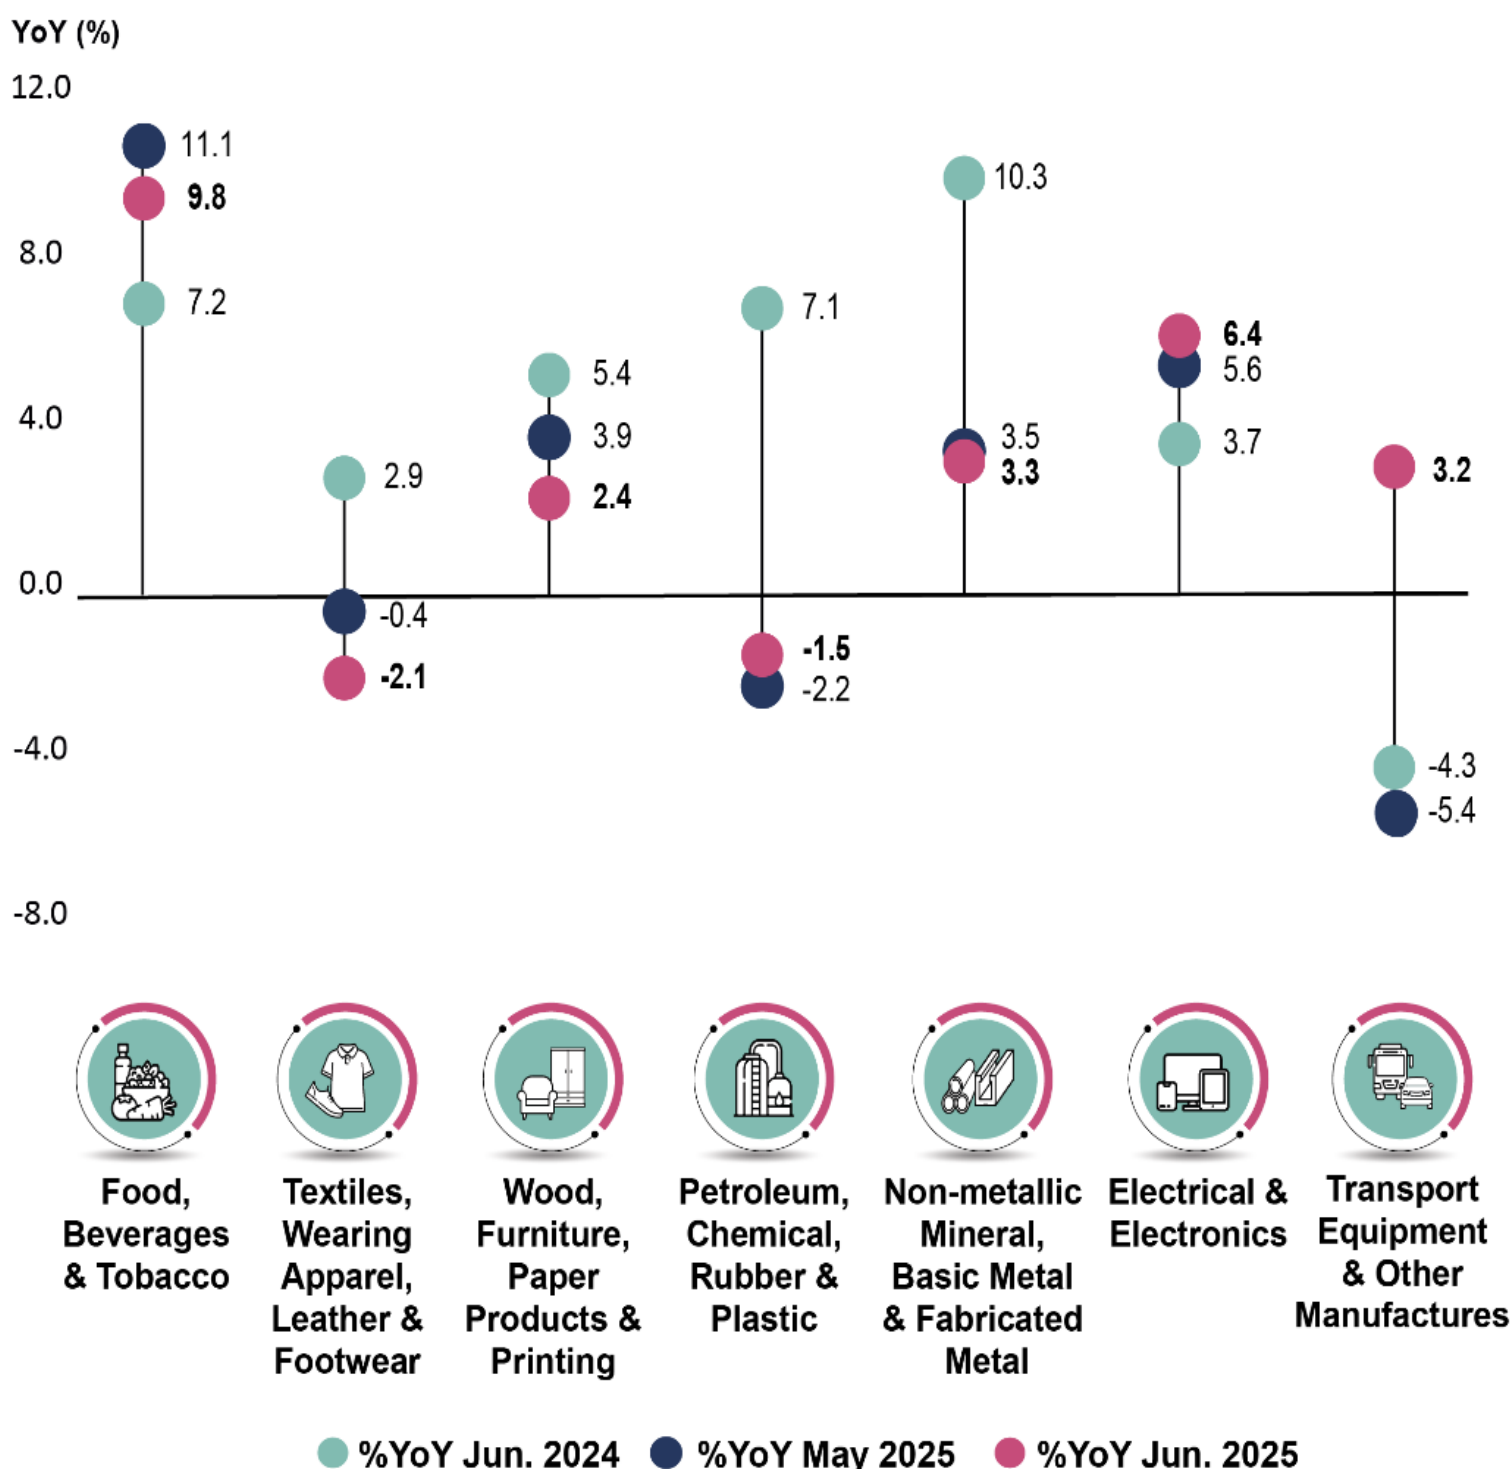 YoY (%)
12.0
8.0
4.0
0.0
-4.0
-8.0
11.1
9.8
7.2
2.9
-0.4
-2.1
5.4
3.9
2.4
7.1
-1.5
-2.2
10.3
3.5
3.3
6.4
5.6
3.7
3.2
-4.3
-5.4
Food,
Beverages
& Tobacco
Textiles,
Wearing
Apparel,
Leather &
Footwear
Wood,
Furniture,
Paper
Products &
Printing
Petroleum,
Chemical,
Rubber &
Plastic
Non-metallic
Mineral,
Basic Metal
& Fabricated
Metal
Electrical &
Electronics
Transport
Equipment
& Other
Manufactures
%YoY Jun. 2024 %YoY May 2025 %YoY Jun. 2025